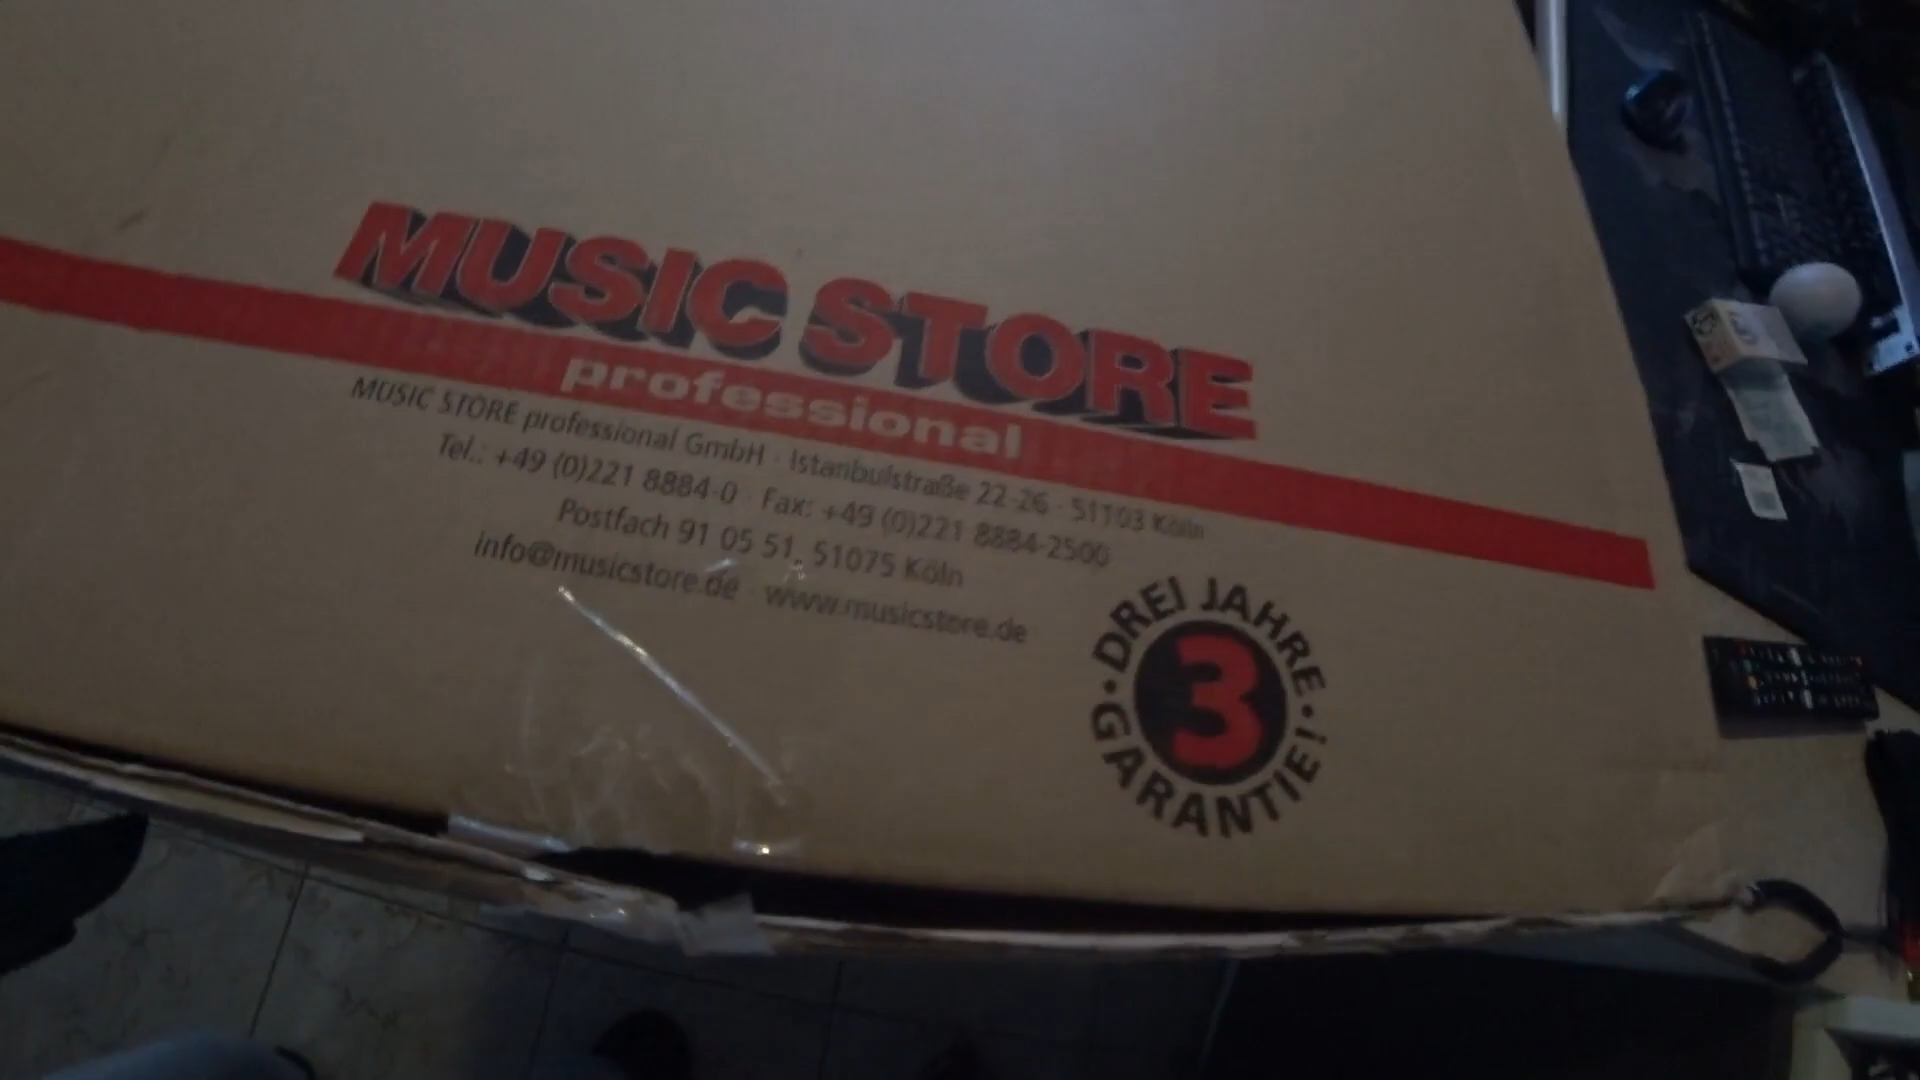 MUSIC STORE
professional
MUSIC STORE professional GmbH · Istanbulstraße 22-26 · 51103 Köln
Tel.: +49 (0)221 8884-0 · Fax: +49 (0)221 8884-2500
Postfach 91 05 51, 51075 Köln
info@musicstore.de · www.musicstore.de
· DREI JAHRE ·
3
GARANTIE!